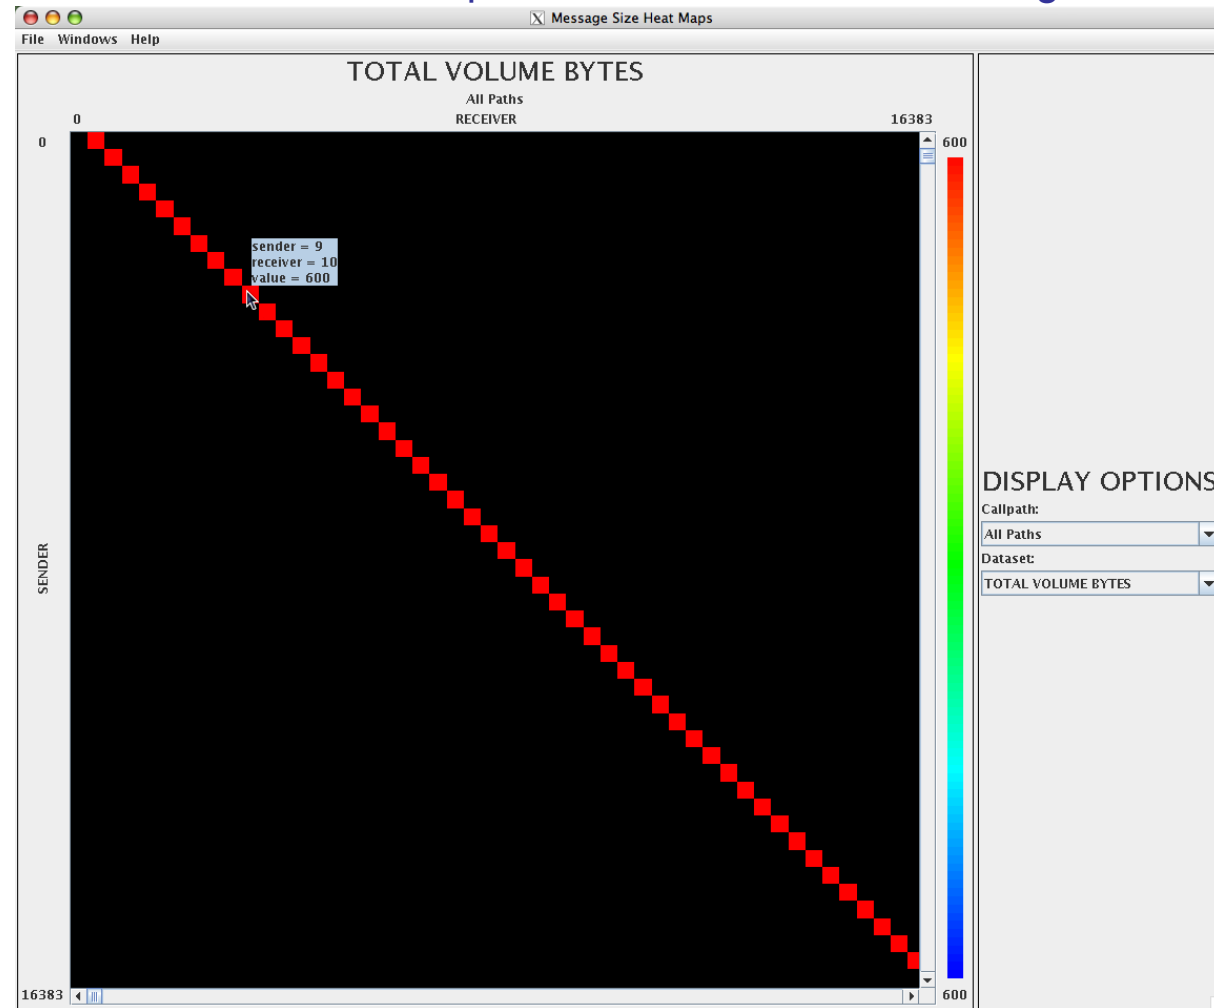 Message Size Heat Maps
File Windows Help
TOTAL VOLUME BYTES
All Paths
0 RECEIVER 16383
0
600
sender = 9
receiver = 10
value = 600
SENDER
16383
600
DISPLAY OPTIONS
Callpath:
All Paths
Dataset:
TOTAL VOLUME BYTES